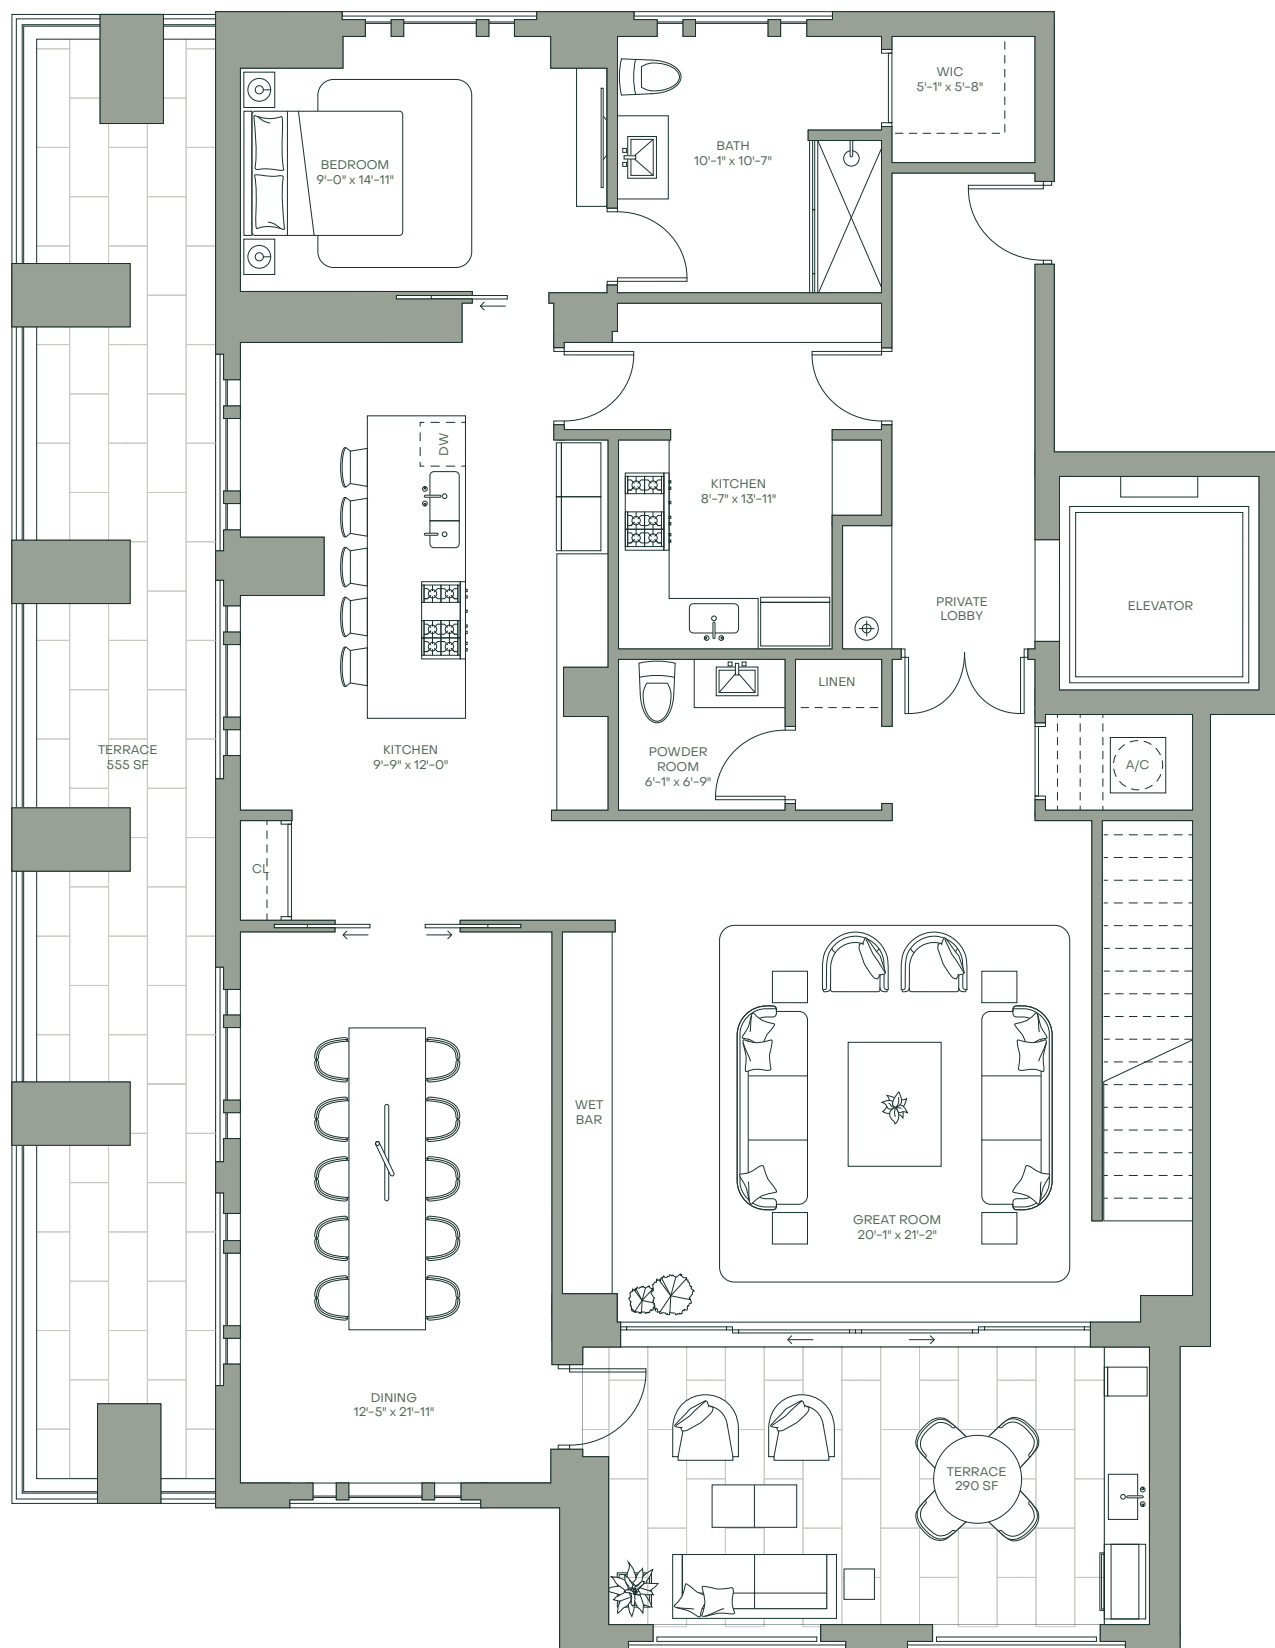 WIC
5'-1" x 5'-8"
BATH
10'-1" x 10'-7"
BEDROOM
9'-0" x 14'-11"
DW
KITCHEN
8'-7" x 13'-11"
PRIVATE
LOBBY
ELEVATOR
LINEN
TERRACE
555 SF
KITCHEN
9'-9" x 12'-0"
POWDER
ROOM
6'-1" x 6'-9"
A/C
CL
WET
BAR
GREAT ROOM
20'-1" x 21'-2"
DINING
12'-5" x 21'-11"
TERRACE
290 SF